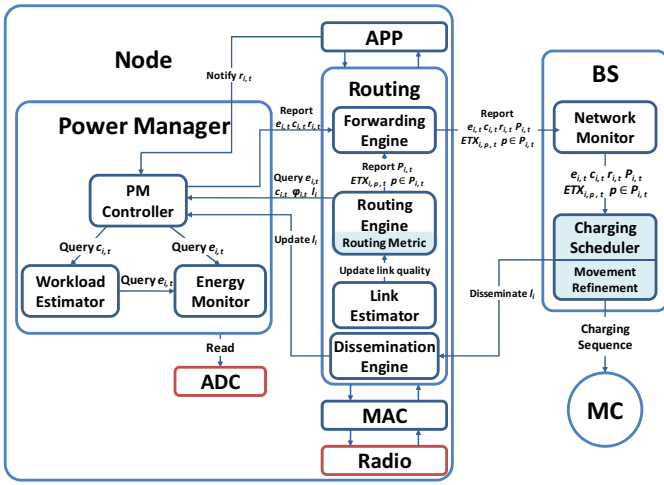 Node
APP
Notify r_{i,t}
Power Manager
PM
Controller
Query c_{i,t}
Query e_{i,t}
Workload
Estimator
Query e_{i,t}
Energy
Monitor
Read
ADC
Report
e_{i,t} c_{i,t} r_{i,t}
Query e_{i,t}
c_{i,t} φ_{i,t} l_i
Update l_i
Routing
Forwarding
Engine
Report P_{i,t}
ETX_{i,p,t} p ∈ P_{i,t}
Routing
Engine
Routing Metric
Update link quality
Link
Estimator
Dissemination
Engine
MAC
Radio
Report
e_{i,t} c_{i,t} r_{i,t} P_{i,t}
ETX_{i,p,t} p ∈ P_{i,t}
Disseminate l_i
BS
Network
Monitor
e_{i,t} c_{i,t} r_{i,t} P_{i,t}
ETX_{i,p,t} p ∈ P_{i,t}
Charging
Scheduler
Movement
Refinement
Charging
Sequence
MC